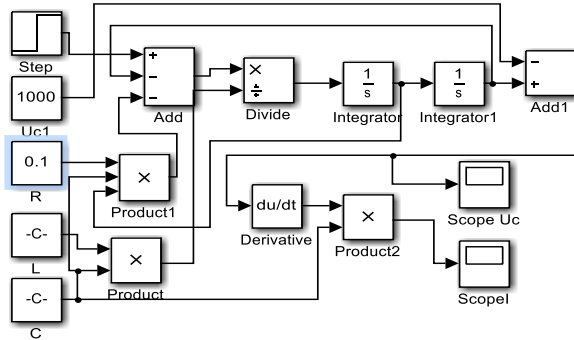 Step
+
−
−
Add
×
÷
Divide
1
s
Integrator
1
s
Integrator1
−
+
Add1
1000
Uc1
0.1
R
×
Product1
-C-
L
×
Product
-C-
C
du/dt
Derivative
×
Product2
Scope Uc
ScopeI